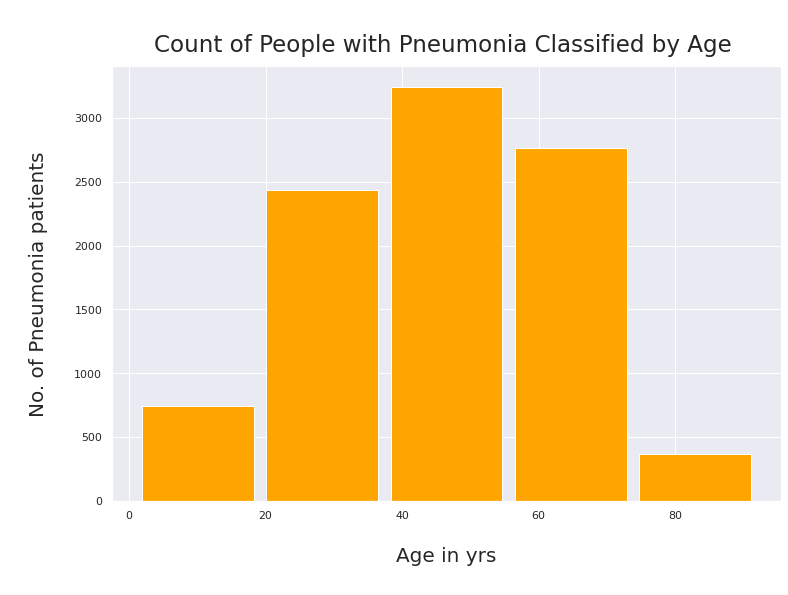 Count of People with Pneumonia Classified by Age
No. of Pneumonia patients
3000
2500
2000
1500
1000
500
0
0 20 40 60 80
Age in yrs